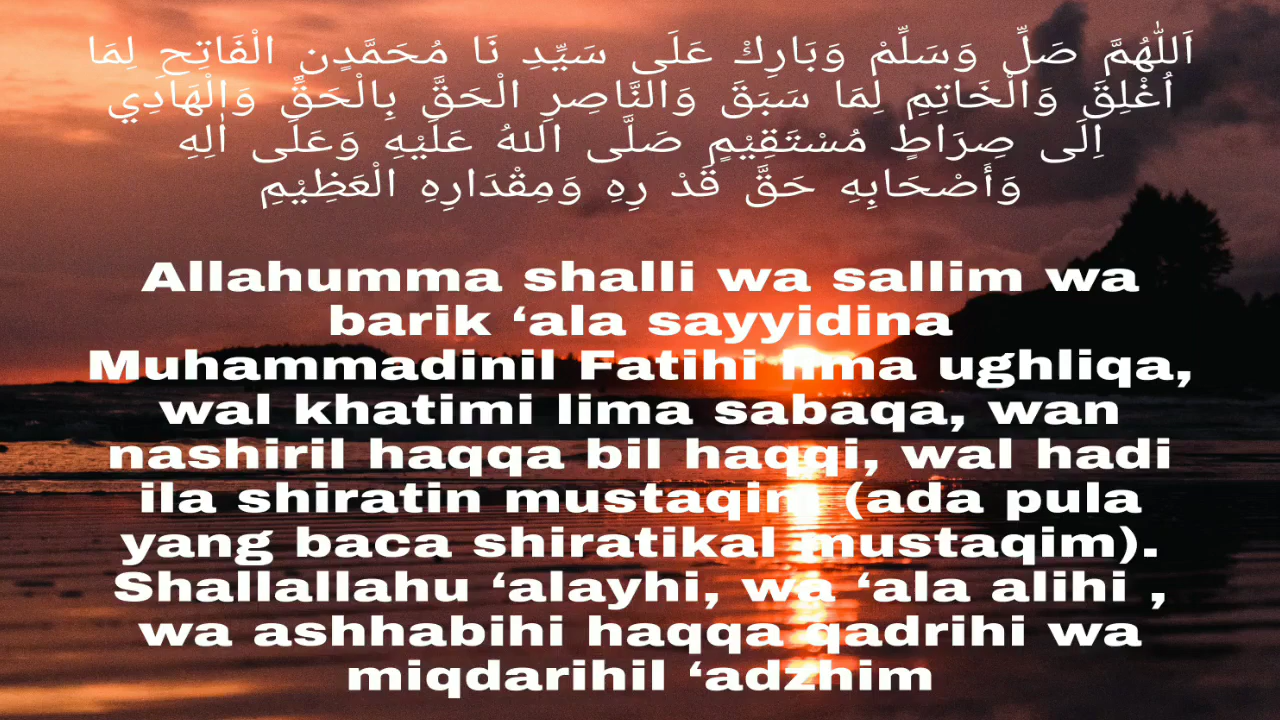 اَللّٰهُمَّ صَلِّ وَسَلِّمْ وَبَارِكْ عَلَى سَيِّدِ نَا مُحَمَّدٍن الْفَاتِحِ لِمَا
اُغْلِقَ وَالْخَاتِمِ لِمَا سَبَقَ وَالنَّاصِرِ الْحَقَّ بِالْحَقِّ وَالْهَادِي
اِلَى صِرَاطٍ مُسْتَقِيْمٍ صَلَّى اللهُ عَلَيْهِ وَعَلَى اٰلِهِ
وَأَصْحَابِهِ حَقَّ قَدْ رِهِ وَمِقْدَارِهِ الْعَظِيْمِ
Allahumma shalli wa sallim wa
barik ‘ala sayyidina
Muhammadinil Fatihi lima ughliqa,
wal khatimi lima sabaqa, wan
nashiril haqqa bil haqqi, wal hadi
ila shiratin mustaqim (ada pula
yang baca shiratikal mustaqim).
Shallallahu ‘alayhi, wa ‘ala alihi ,
wa ashhabihi haqqa qadrihi wa
miqdarihil ‘adzhim